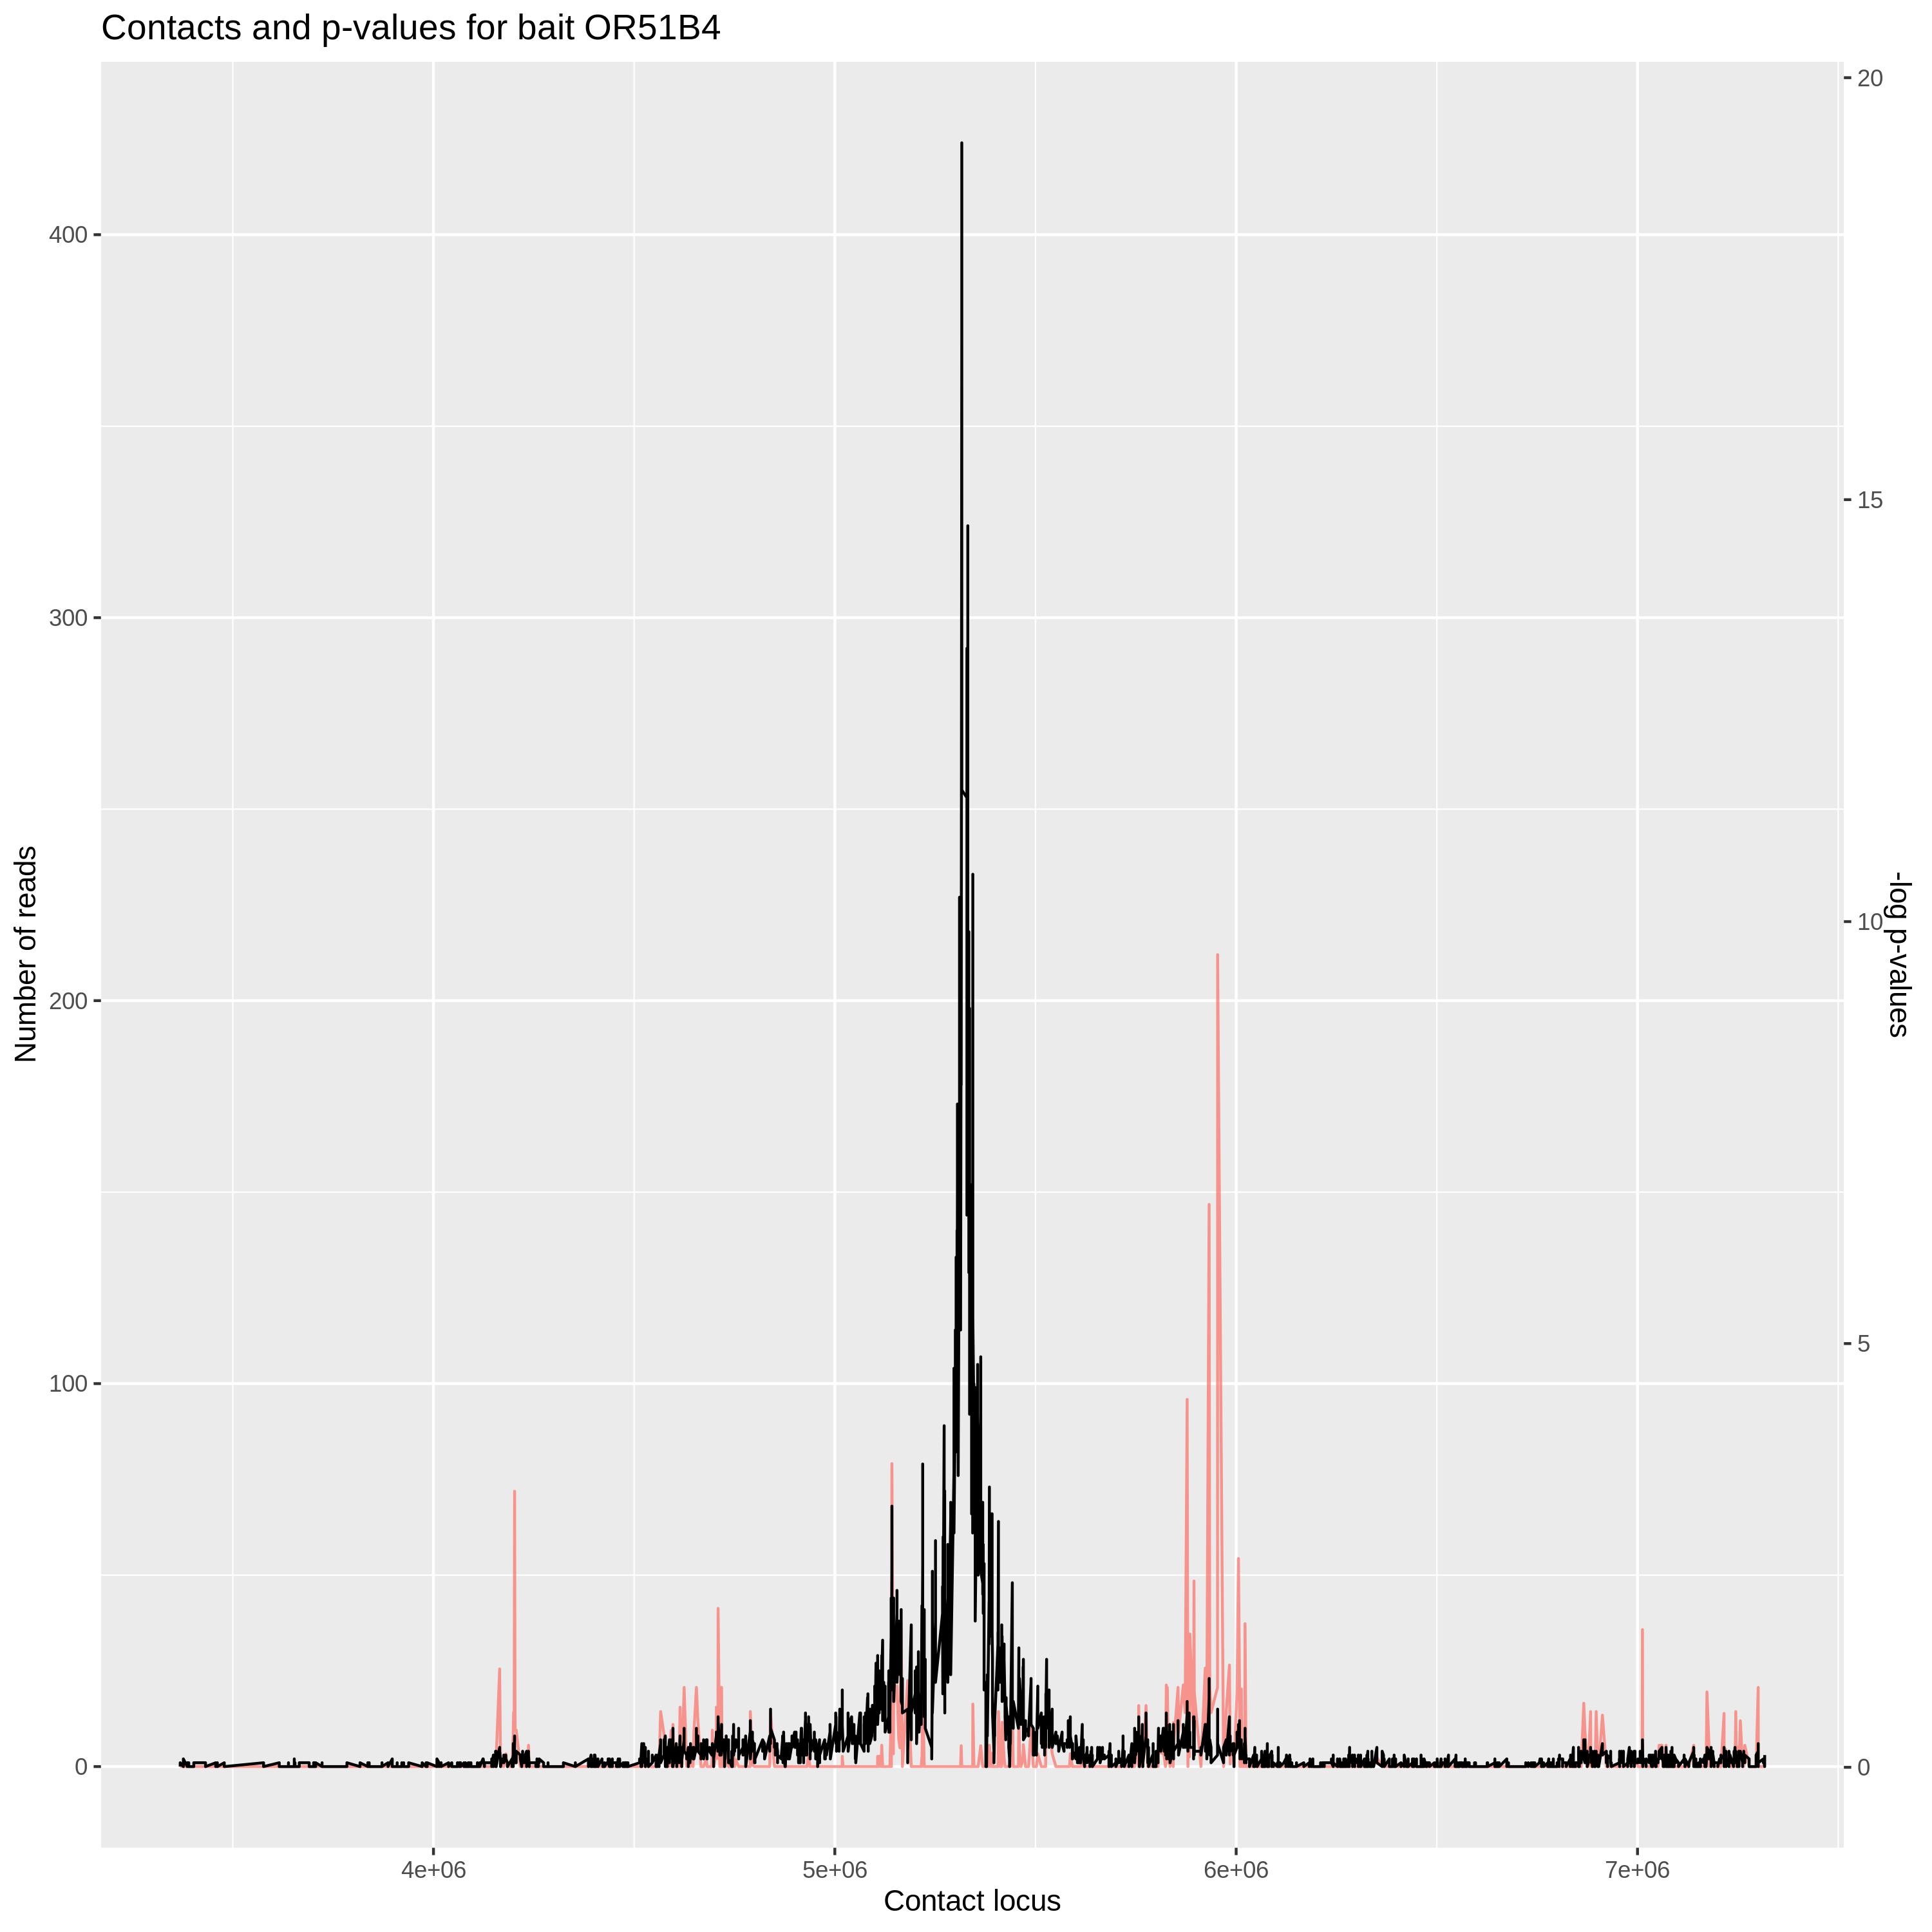 Contacts and p-values for bait OR51B4
20
400
15
300
Number of reads
-log p-values
10
200
5
100
0
0
4e+06 5e+06 6e+06 7e+06
Contact locus